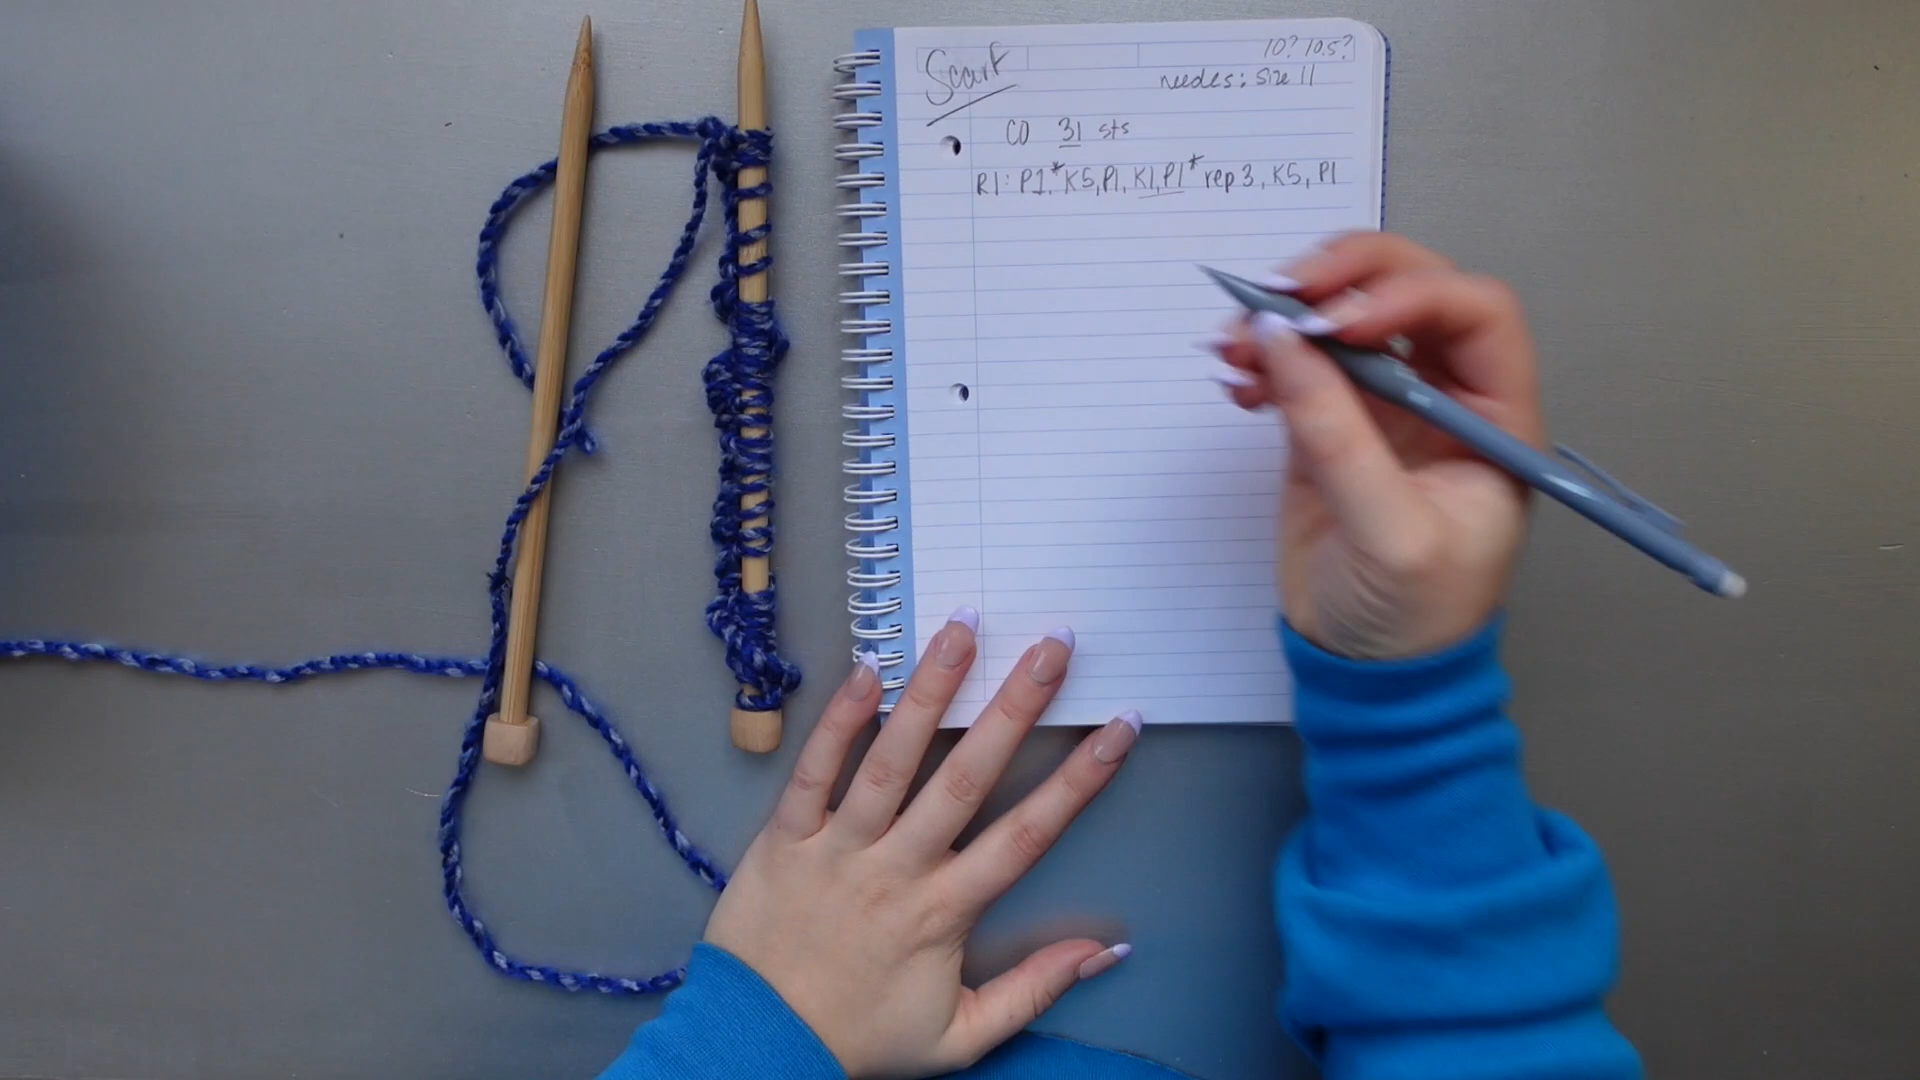 Scarf
10? 10.5?
needes: size 11
CO 31 sts
R1: P1, *K5, P1, K1, P1* rep 3, K5, P1